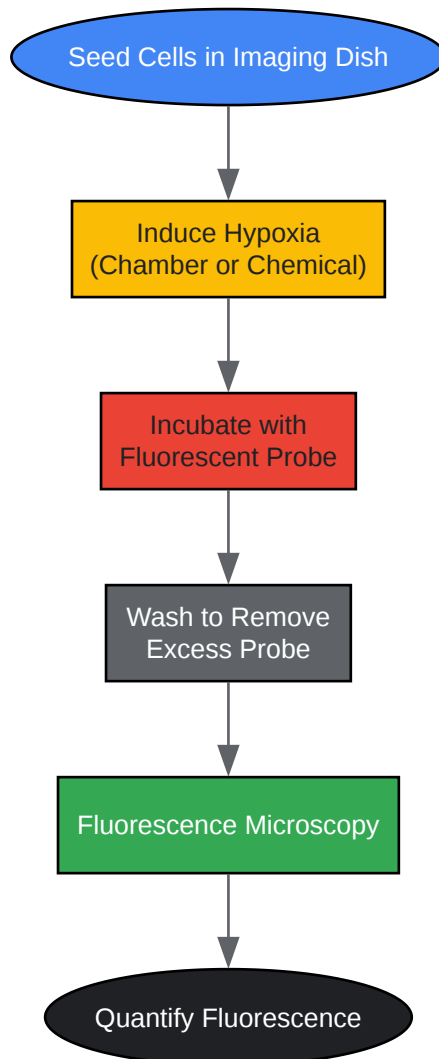 Seed Cells in Imaging Dish
Induce Hypoxia
(Chamber or Chemical)
Incubate with
Fluorescent Probe
Wash to Remove
Excess Probe
Fluorescence Microscopy
Quantify Fluorescence